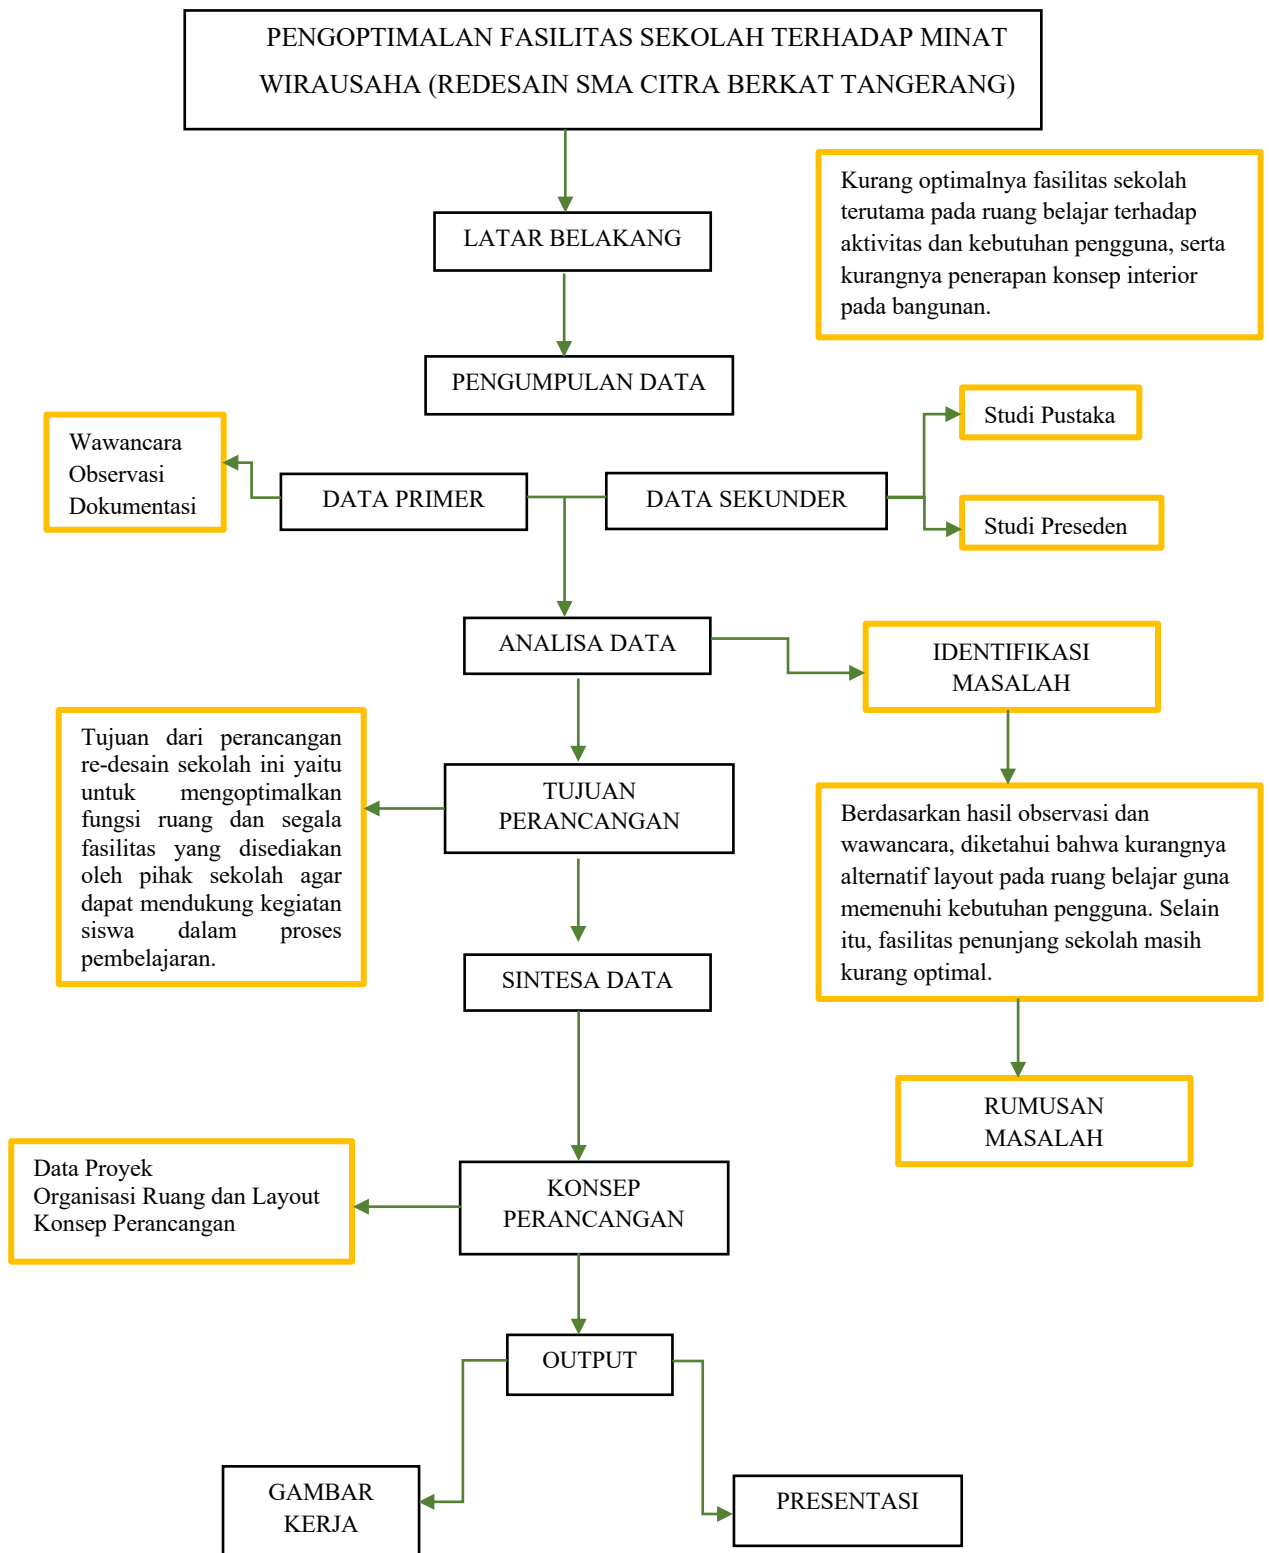 PENGOPTIMALAN FASILITAS SEKOLAH TERHADAP MINAT
WIRAUSAHA (REDESAIN SMA CITRA BERKAT TANGERANG)
Kurang optimalnya fasilitas sekolah
terutama pada ruang belajar terhadap
aktivitas dan kebutuhan pengguna, serta
kurangnya penerapan konsep interior
pada bangunan.
LATAR BELAKANG
PENGUMPULAN DATA
Wawancara
Observasi
Dokumentasi
DATA PRIMER
DATA SEKUNDER
Studi Pustaka
Studi Preseden
ANALISA DATA
IDENTIFIKASI
MASALAH
Tujuan dari perancangan
re-desain sekolah ini yaitu
untuk mengoptimalkan
fungsi ruang dan segala
fasilitas yang disediakan
oleh pihak sekolah agar
dapat mendukung kegiatan
siswa dalam proses
pembelajaran.
TUJUAN
PERANCANGAN
Berdasarkan hasil observasi dan
wawancara, diketahui bahwa kurangnya
alternatif layout pada ruang belajar guna
memenuhi kebutuhan pengguna. Selain
itu, fasilitas penunjang sekolah masih
kurang optimal.
SINTESA DATA
RUMUSAN
MASALAH
Data Proyek
Organisasi Ruang dan Layout
Konsep Perancangan
KONSEP
PERANCANGAN
OUTPUT
GAMBAR
KERJA
PRESENTASI